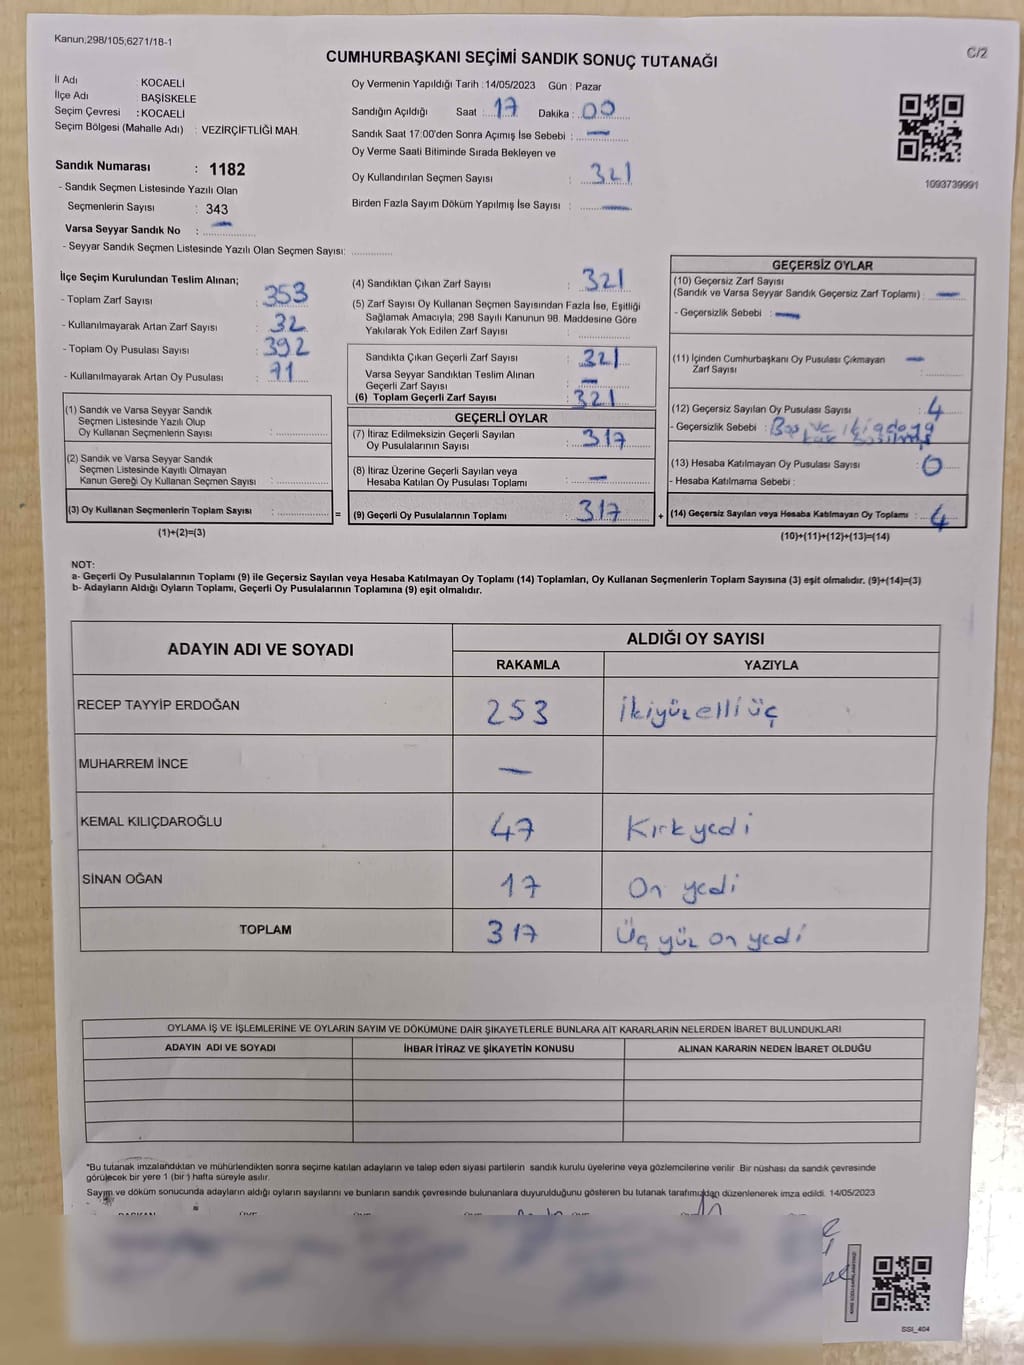 Kanun;298/105;6271/18-1
C/2
CUMHURBAŞKANI SEÇİMİ SANDIK SONUÇ TUTANAĞI
İl Adı : KOCAELİ
İlçe Adı : BAŞİSKELE
Seçim Çevresi : KOCAELİ
Seçim Bölgesi (Mahalle Adı) : VEZİRÇİFTLİĞİ MAH.
Sandık Numarası : 1182
- Sandık Seçmen Listesinde Yazılı Olan
Seçmenlerin Sayısı : 343
Varsa Seyyar Sandık No : —
- Seyyar Sandık Seçmen Listesinde Yazılı Olan Seçmen Sayısı:
Oy Vermenin Yapıldığı Tarih : 14/05/2023 Gün : Pazar
Sandığın Açıldığı Saat : 17 Dakika : 00
Sandık Saat 17:00'den Sonra Açımış İse Sebebi : —
Oy Verme Saati Bitiminde Sırada Bekleyen ve
Oy Kullandırılan Seçmen Sayısı : 321
Birden Fazla Sayım Döküm Yapılmış İse Sayısı : —
1093739991
İlçe Seçim Kurulundan Teslim Alınan;
- Toplam Zarf Sayısı : 353
- Kullanılmayarak Artan Zarf Sayısı : 32
- Toplam Oy Pusulası Sayısı : 392
- Kullanılmayarak Artan Oy Pusulası : 71
(1) Sandık ve Varsa Seyyar Sandık
Seçmen Listesinde Yazılı Olup
Oy Kullanan Seçmenlerin Sayısı :
(2) Sandık ve Varsa Seyyar Sandık
Seçmen Listesinde Kayıtlı Olmayan
Kanun Gereği Oy Kullanan Seçmen Sayısı :
(3) Oy Kullanan Seçmenlerin Toplam Sayısı :
(1)+(2)=(3)
=
(4) Sandıktan Çıkan Zarf Sayısı : 321
(5) Zarf Sayısı Oy Kullanan Seçmen Sayısından Fazla İse, Eşitliği
Sağlamak Amacıyla; 298 Sayılı Kanunun 98. Maddesine Göre
Yakılarak Yok Edilen Zarf Sayısı :
Sandıkta Çıkan Geçerli Zarf Sayısı : 321
Varsa Seyyar Sandıktan Teslim Alınan
Geçerli Zarf Sayısı : —
(6) Toplam Geçerli Zarf Sayısı : 321
GEÇERLİ OYLAR
(7) İtiraz Edilmeksizin Geçerli Sayılan
Oy Pusulalarının Sayısı : 317
(8) İtiraz Üzerine Geçerli Sayılan veya
Hesaba Katılan Oy Pusulası Toplamı : —
(9) Geçerli Oy Pusulalarının Toplamı : 317
+
GEÇERSİZ OYLAR
(10) Geçersiz Zarf Sayısı
(Sandık ve Varsa Seyyar Sandık Geçersiz Zarf Toplamı) : —
- Geçersizlik Sebebi : —
(11) İçinden Cumhurbaşkanı Oy Pusulası Çıkmayan —
Zarf Sayısı :
(12) Geçersiz Sayılan Oy Pusulası Sayısı : 4
- Geçersizlik Sebebi : Boş ve iki adaya
basılmış
(13) Hesaba Katılmayan Oy Pusulası Sayısı : 0
- Hesaba Katılmama Sebebi :
(14) Geçersiz Sayılan veya Hesaba Katılmayan Oy Toplamı : 4
(10)+(11)+(12)+(13)=(14)
NOT:
a- Geçerli Oy Pusulalarının Toplamı (9) ile Geçersiz Sayılan veya Hesaba Katılmayan Oy Toplamı (14) Toplamları, Oy Kullanan Seçmenlerin Toplam Sayısına (3) eşit olmalıdır. (9)+(14)=(3)
b- Adayların Aldığı Oyların Toplamı, Geçerli Oy Pusulalarının Toplamına (9) eşit olmalıdır.
ADAYIN ADI VE SOYADI ALDIĞI OY SAYISI
RAKAMLA YAZIYLA
RECEP TAYYİP ERDOĞAN 253 İkiyüzelliüç
MUHARREM İNCE —
KEMAL KILIÇDAROĞLU 47 Kırkyedi
SİNAN OĞAN 17 On yedi
TOPLAM 317 Üç yüz on yedi
OYLAMA İŞ VE İŞLEMLERİNE VE OYLARIN SAYIM VE DÖKÜMÜNE DAİR ŞİKAYETLERLE BUNLARA AİT KARARLARIN NELERDEN İBARET BULUNDUKLARI
ADAYIN ADI VE SOYADI İHBAR İTİRAZ VE ŞİKAYETİN KONUSU ALINAN KARARIN NEDEN İBARET OLDUĞU
*Bu tutanak imzalandıktan ve mühürlendikten sonra seçime katılan adayların ve talep eden siyasi partilerin sandık kurulu üyelerine veya gözlemcilerine verilir. Bir nüshası da sandık çevresinde
görülecek bir yere 1 (bir) hafta süreyle asılır.
Sayım ve döküm sonucunda adayların aldığı oyların sayılarını ve bunların sandık çevresinde bulunanlara duyurulduğunu gösteren bu tutanak tarafımızdan düzenlenerek imza edildi. 14/05/2023
SSI_404